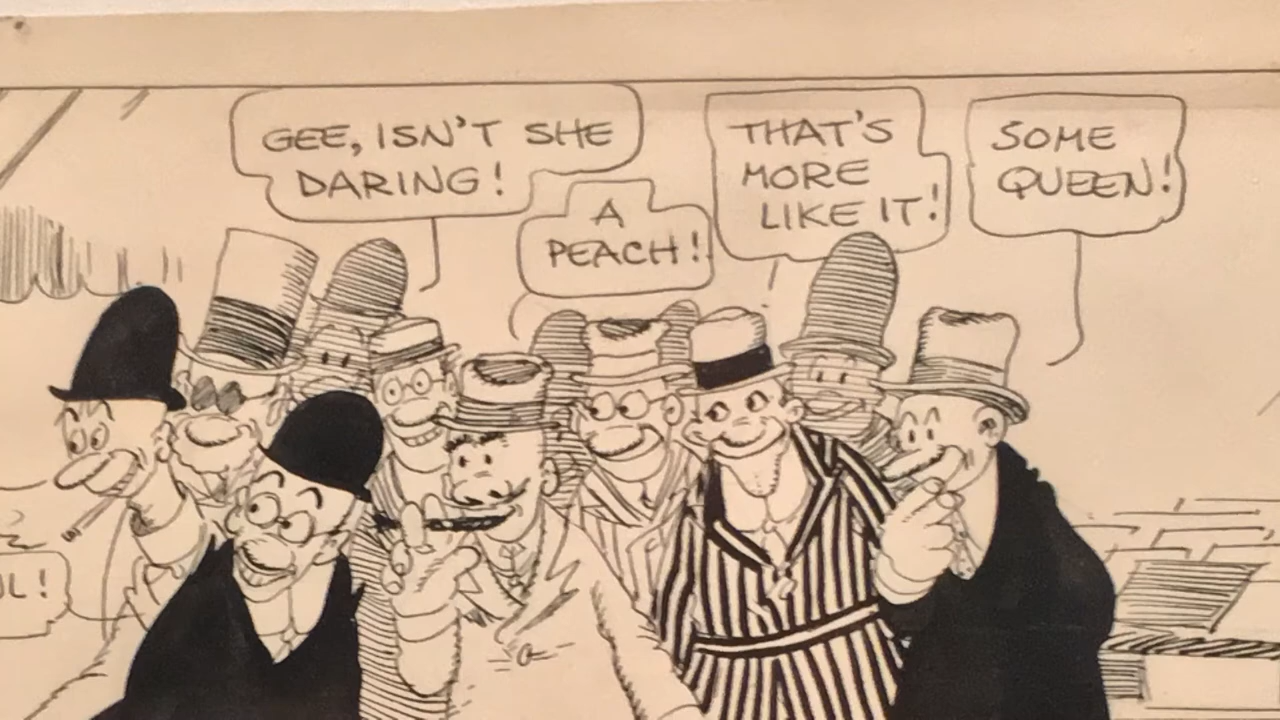 GEE, ISN'T SHE
DARING!
A
PEACH!
THAT'S
MORE
LIKE IT!
SOME
QUEEN!